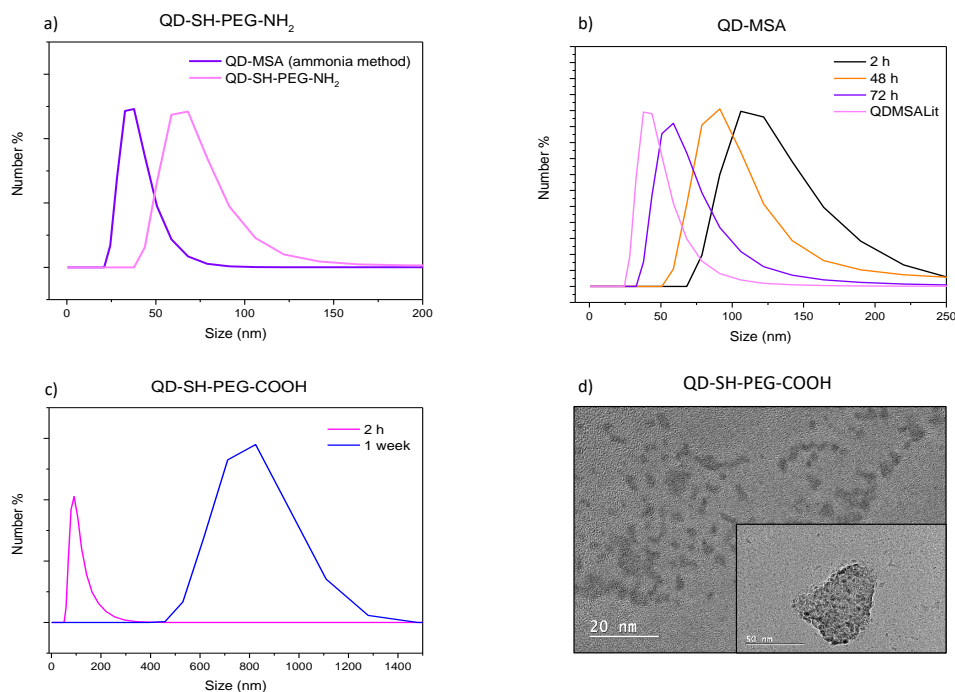 a)
QD-SH-PEG-NH2
QD-MSA (ammonia method)
QD-SH-PEG-NH2
Number %
0
50
100
150
200
Size (nm)
b)
QD-MSA
2 h
48 h
72 h
QDMSALit
Number %
0
50
100
150
200
250
Size (nm)
c)
QD-SH-PEG-COOH
2 h
1 week
Number %
0
200
400
600
800
1000
1200
1400
Size (nm)
d)
QD-SH-PEG-COOH
20 nm
50 nm